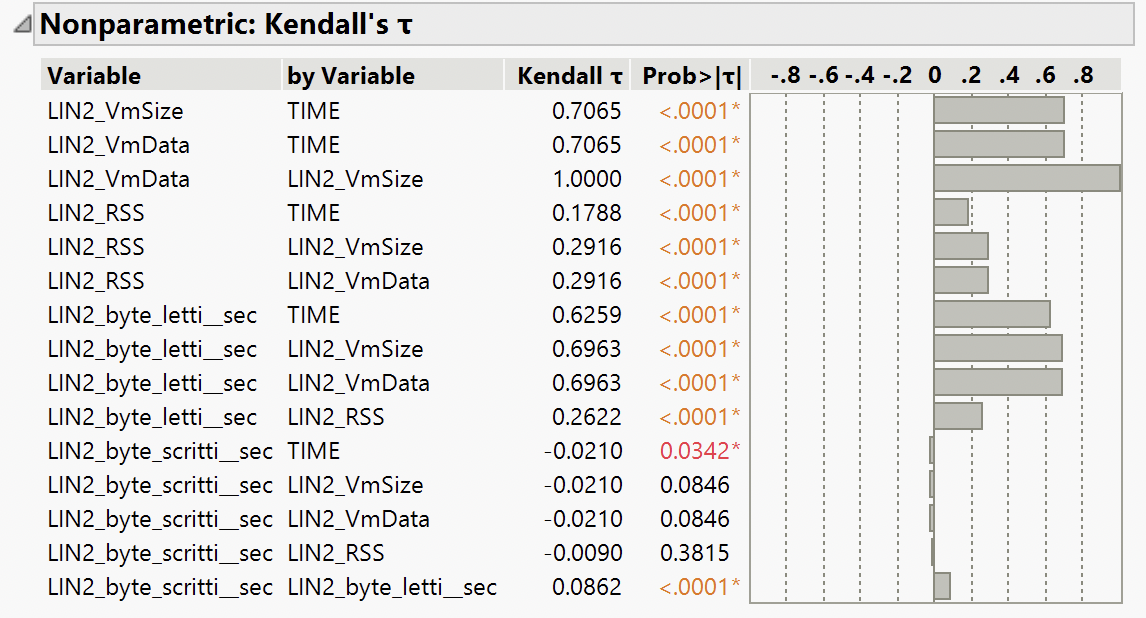 Nonparametric: Kendall's τ
Variable by Variable Kendall τ Prob>|τ| -.8 -.6 -.4 -.2 0 .2 .4 .6 .8
LIN2_VmSize TIME 0.7065 <.0001*
LIN2_VmData TIME 0.7065 <.0001*
LIN2_VmData LIN2_VmSize 1.0000 <.0001*
LIN2_RSS TIME 0.1788 <.0001*
LIN2_RSS LIN2_VmSize 0.2916 <.0001*
LIN2_RSS LIN2_VmData 0.2916 <.0001*
LIN2_byte_letti__sec TIME 0.6259 <.0001*
LIN2_byte_letti__sec LIN2_VmSize 0.6963 <.0001*
LIN2_byte_letti__sec LIN2_VmData 0.6963 <.0001*
LIN2_byte_letti__sec LIN2_RSS 0.2622 <.0001*
LIN2_byte_scritti__sec TIME -0.0210 0.0342*
LIN2_byte_scritti__sec LIN2_VmSize -0.0210 0.0846
LIN2_byte_scritti__sec LIN2_VmData -0.0210 0.0846
LIN2_byte_scritti__sec LIN2_RSS -0.0090 0.3815
LIN2_byte_scritti__sec LIN2_byte_letti__sec 0.0862 <.0001*